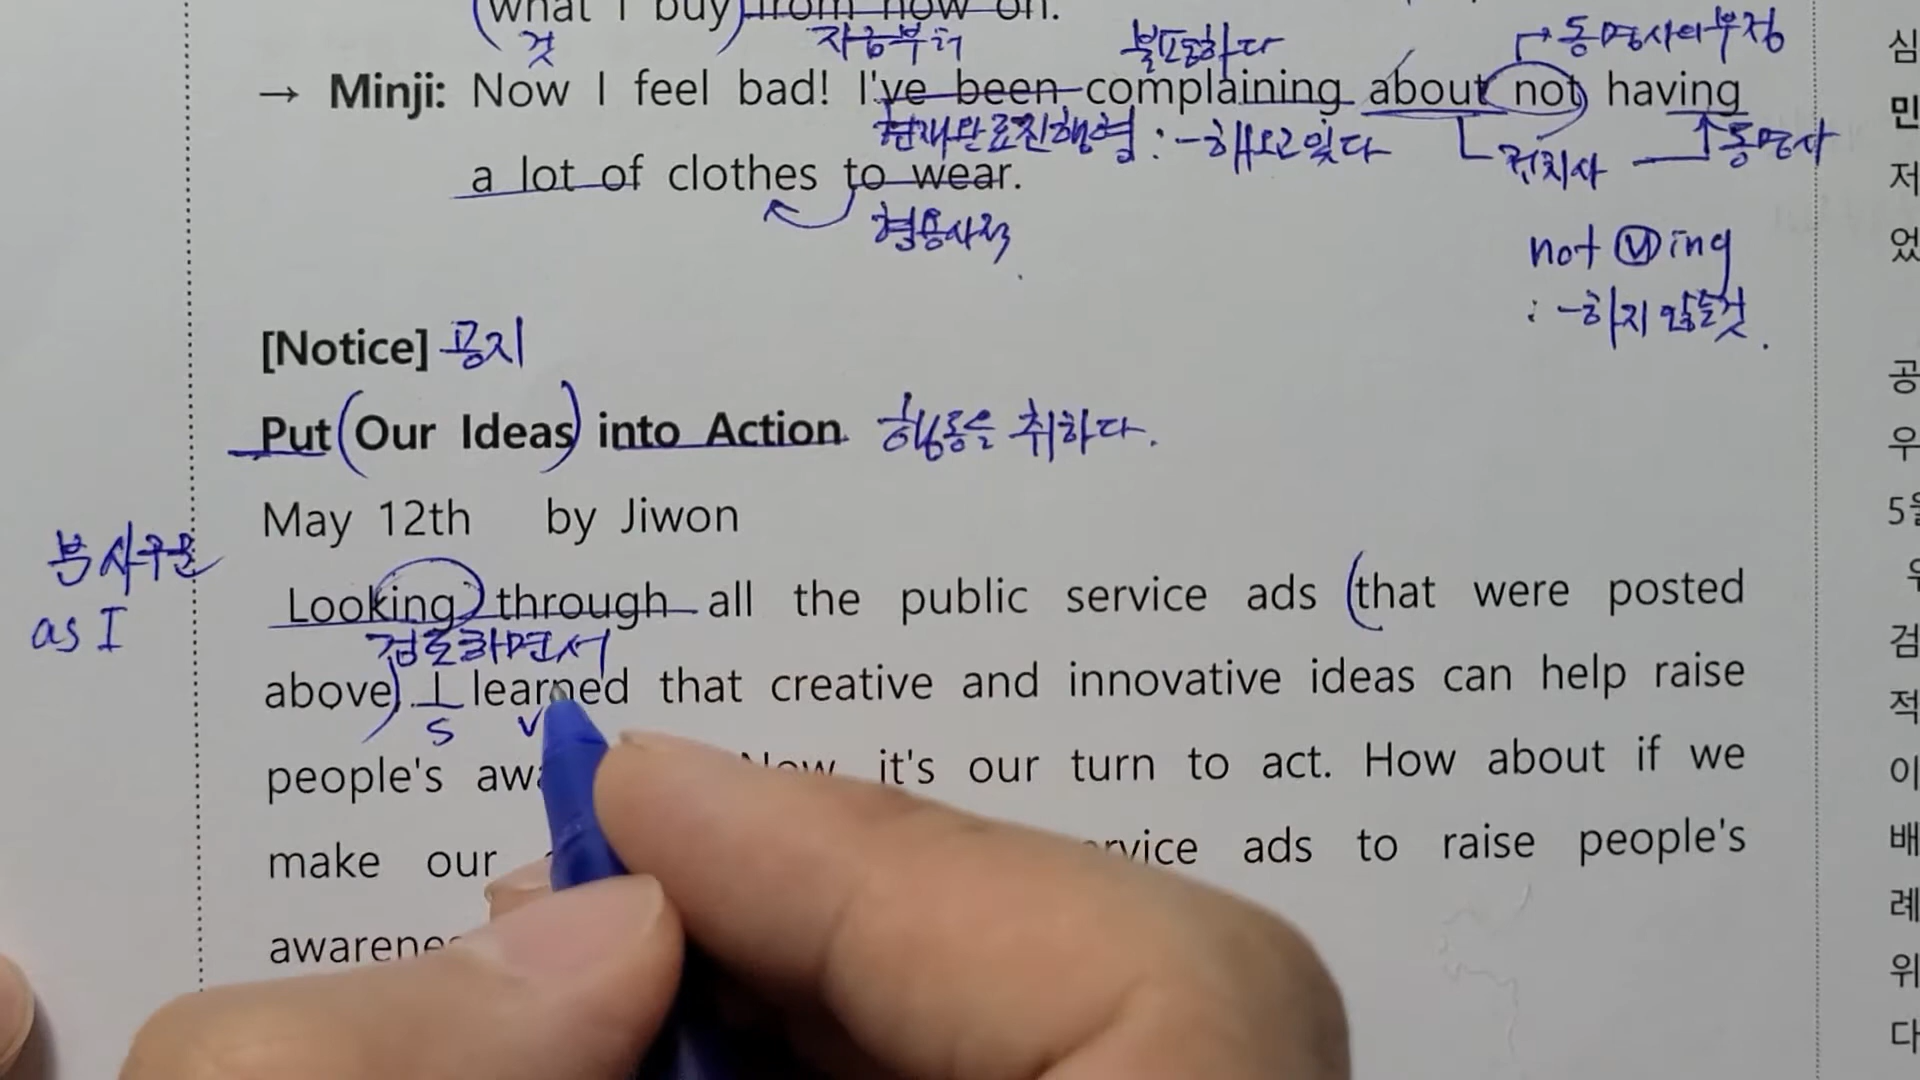 what I buy) from now on.
것 지금부터 불평하다 동명사의 부정
→ Minji: Now I feel bad! I've been complaining about not having
현재완료진행형 : ~해오고 있다 전치사 동명사
a lot of clothes to wear.
형용사적
not ⓥing
: ~하지 않는 것.
[Notice] 공지
Put (Our Ideas) into Action 행동을 취하다.
May 12th by Jiwon
분사구문
as I
Looking through all the public service ads (that were posted
검토하면서
above), I learned that creative and innovative ideas can help raise
S V
people's Now, it's our turn to act. How about if we
make our ads to raise people's
심
민
저
었
공
우
5월
검
적
이
배
례
위
다